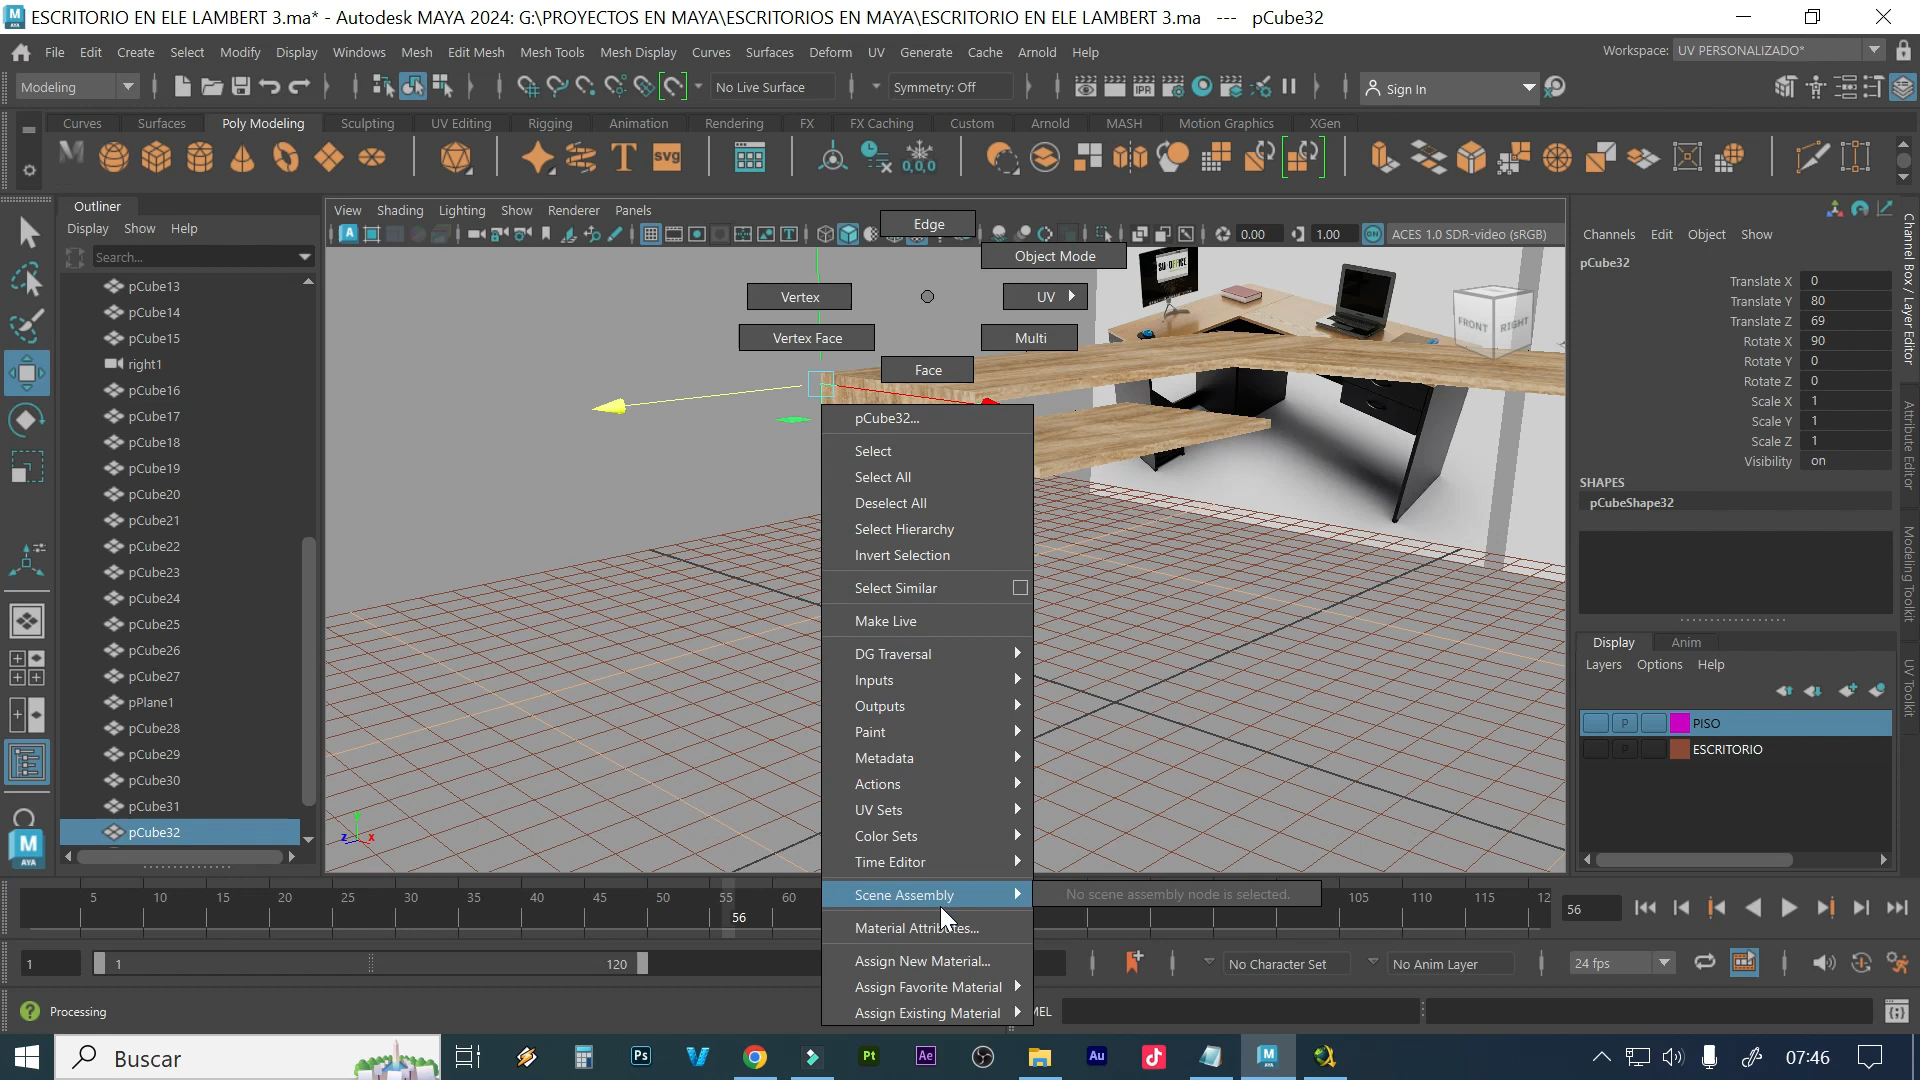 ESCRITORIO EN ELE LAMBERT 3.ma* - Autodesk MAYA 2024: G:\PROYECTOS EN MAYA\ESCRITORIOS EN MAYA\ESCRITORIO EN ELE LAMBERT 3.ma --- pCube32
File Edit Create Select Modify Display Windows Mesh Edit Mesh Mesh Tools Mesh Display Curves Surfaces Deform UV Generate Cache Arnold Help
Workspace: UV PERSONALIZADO*
Modeling
No Live Surface
Symmetry: Off
Sign In
Curves Surfaces Poly Modeling Sculpting UV Editing Rigging Animation Rendering FX FX Caching Custom Arnold MASH Motion Graphics XGen
Outliner
Display Show Help
Search...
pCube13
pCube14
pCube15
right1
pCube16
pCube17
pCube18
pCube19
pCube20
pCube21
pCube22
pCube23
pCube24
pCube25
pCube26
pCube27
pPlane1
pCube28
pCube29
pCube30
pCube31
pCube32
View Shading Lighting Show Renderer Panels
0.00
1.00
ACES 1.0 SDR-video (sRGB)
Edge
Object Mode
Vertex
UV
Vertex Face
Multi
Face
FRONT RIGHT
pCube32...
Select
Select All
Deselect All
Select Hierarchy
Invert Selection
Select Similar
Make Live
DG Traversal
Inputs
Outputs
Paint
Metadata
Actions
UV Sets
Color Sets
Time Editor
Scene Assembly
No scene assembly node is selected.
Material Attributes...
Assign New Material...
Assign Favorite Material
Assign Existing Material
Channels Edit Object Show
pCube32
Translate X 0
Translate Y 80
Translate Z 69
Rotate X 90
Rotate Y 0
Rotate Z 0
Scale X 1
Scale Y 1
Scale Z 1
Visibility on
SHAPES
pCubeShape32
Display Anim
Layers Options Help
P PISO
P ESCRITORIO
Channel Box / Layer Editor
Attribute Editor
Modeling Toolkit
UV Toolkit
5 10 15 20 25 30 35 40 45 50 55 60 105 110 115 12
56
56
1
1
120
No Character Set
No Anim Layer
24 fps
Processing
MEL
Buscar
07:46